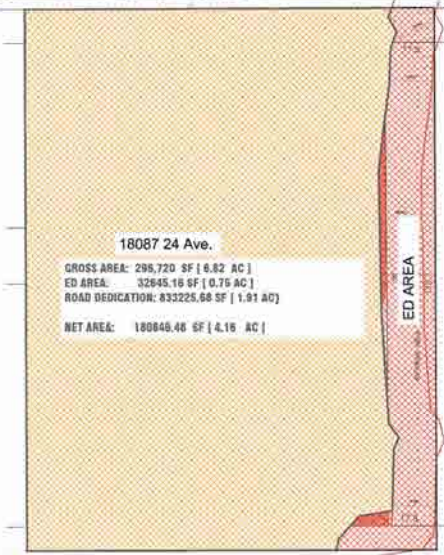 18087 24 Ave.
GROSS AREA: 296,720 SF [ 6.82 AC ]
ED AREA: 32645.16 SF [ 0.75 AC ]
ROAD DEDICATION: 833225.68 SF [ 1.91 AC]
NET AREA: 180849.48 SF [ 4.16 AC ]
ED AREA